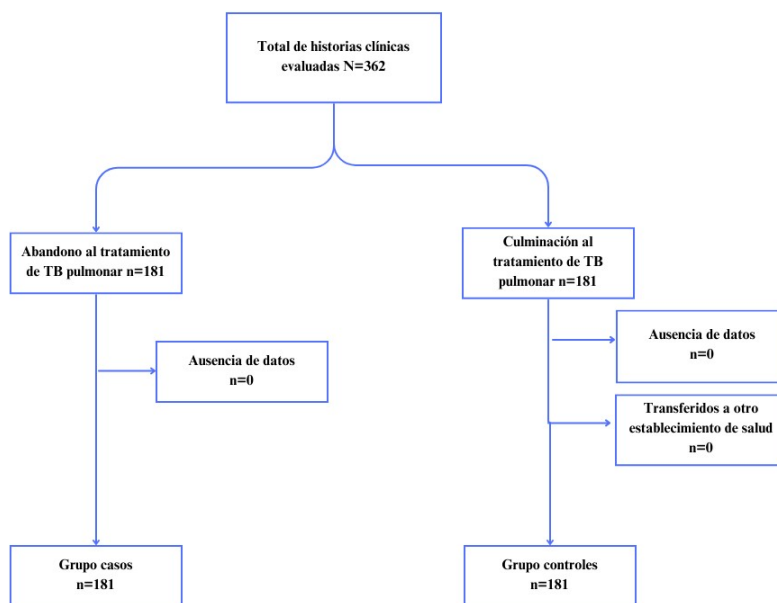 Total de historias clínicas
evaluadas N=362
Abandono al tratamiento
de TB pulmonar n=181
Culminación al
tratamiento de TB
pulmonar n=181
Ausencia de datos
n=0
Ausencia de datos
n=0
Transferidos a otro
establecimiento de salud
n=0
Grupo casos
n=181
Grupo controles
n=181